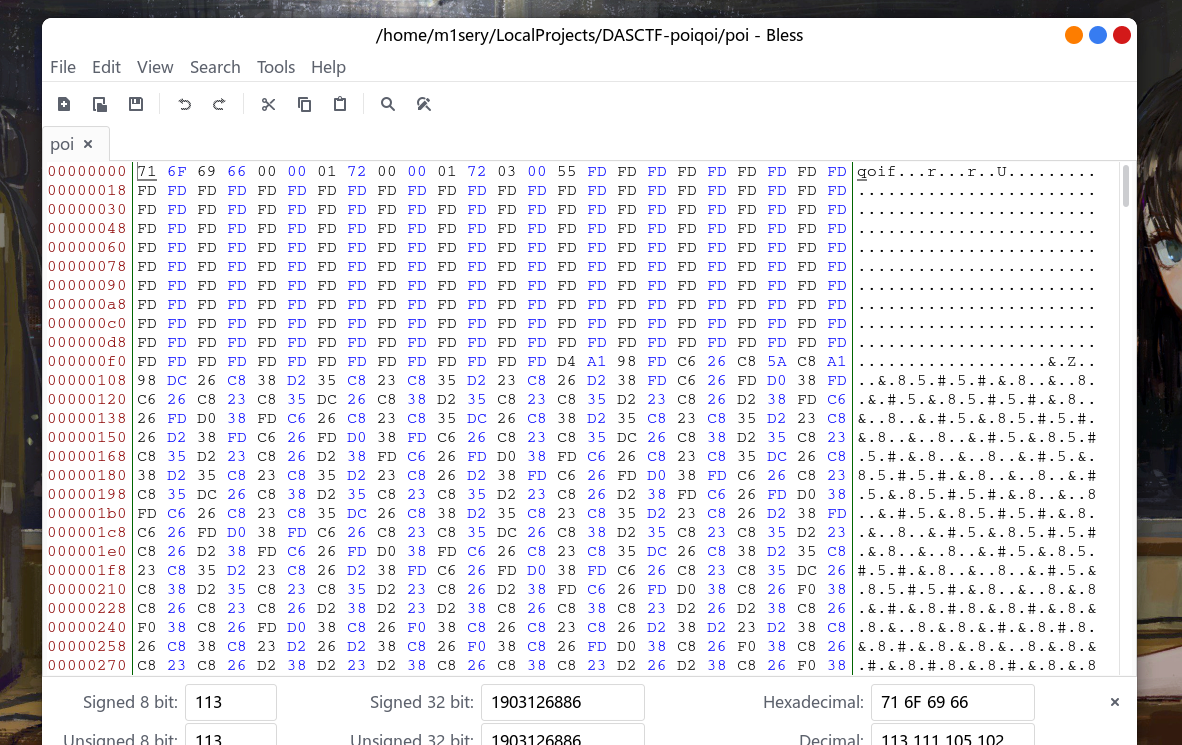 /home/m1sery/LocalProjects/DASCTF-poiqoi/poi - Bless
File Edit View Search Tools Help
poi ×
00000000 71 6F 69 66 00 00 01 72 00 00 01 72 03 00 55 FD FD FD FD FD FD FD FD FD qoif...r...r..U.........
00000018 FD FD FD FD FD FD FD FD FD FD FD FD FD FD FD FD FD FD FD FD FD FD FD FD ........................
00000030 FD FD FD FD FD FD FD FD FD FD FD FD FD FD FD FD FD FD FD FD FD FD FD FD ........................
00000048 FD FD FD FD FD FD FD FD FD FD FD FD FD FD FD FD FD FD FD FD FD FD FD FD ........................
00000060 FD FD FD FD FD FD FD FD FD FD FD FD FD FD FD FD FD FD FD FD FD FD FD FD ........................
00000078 FD FD FD FD FD FD FD FD FD FD FD FD FD FD FD FD FD FD FD FD FD FD FD FD ........................
00000090 FD FD FD FD FD FD FD FD FD FD FD FD FD FD FD FD FD FD FD FD FD FD FD FD ........................
000000a8 FD FD FD FD FD FD FD FD FD FD FD FD FD FD FD FD FD FD FD FD FD FD FD FD ........................
000000c0 FD FD FD FD FD FD FD FD FD FD FD FD FD FD FD FD FD FD FD FD FD FD FD FD ........................
000000d8 FD FD FD FD FD FD FD FD FD FD FD FD FD FD FD FD FD FD FD FD FD FD FD FD ........................
000000f0 FD FD FD FD FD FD FD FD FD FD FD FD FD FD D4 A1 98 FD C6 26 C8 5A C8 A1 ...................&.Z..
00000108 98 DC 26 C8 38 D2 35 C8 23 C8 35 D2 23 C8 26 D2 38 FD C6 26 FD D0 38 FD ..&.8.5.#.5.#.&.8..&..8.
00000120 C6 26 C8 23 C8 35 DC 26 C8 38 D2 35 C8 23 C8 35 D2 23 C8 26 D2 38 FD C6 .&.#.5.&.8.5.#.5.#.&.8..
00000138 26 FD D0 38 FD C6 26 C8 23 C8 35 DC 26 C8 38 D2 35 C8 23 C8 35 D2 23 C8 &..8..&.#.5.&.8.5.#.5.#.
00000150 26 D2 38 FD C6 26 FD D0 38 FD C6 26 C8 23 C8 35 DC 26 C8 38 D2 35 C8 23 &.8..&..8..&.#.5.&.8.5.#
00000168 C8 35 D2 23 C8 26 D2 38 FD C6 26 FD D0 38 FD C6 26 C8 23 C8 35 DC 26 C8 .5.#.&.8..&..8..&.#.5.&.
00000180 38 D2 35 C8 23 C8 35 D2 23 C8 26 D2 38 FD C6 26 FD D0 38 FD C6 26 C8 23 8.5.#.5.#.&.8..&..8..&.#
00000198 C8 35 DC 26 C8 38 D2 35 C8 23 C8 35 D2 23 C8 26 D2 38 FD C6 26 FD D0 38 .5.&.8.5.#.5.#.&.8..&..8
000001b0 FD C6 26 C8 23 C8 35 DC 26 C8 38 D2 35 C8 23 C8 35 D2 23 C8 26 D2 38 FD ..&.#.5.&.8.5.#.5.#.&.8.
000001c8 C6 26 FD D0 38 FD C6 26 C8 23 C8 35 DC 26 C8 38 D2 35 C8 23 C8 35 D2 23 .&..8..&.#.5.&.8.5.#.5.#
000001e0 C8 26 D2 38 FD C6 26 FD D0 38 FD C6 26 C8 23 C8 35 DC 26 C8 38 D2 35 C8 .&.8..&..8..&.#.5.&.8.5.
000001f8 23 C8 35 D2 23 C8 26 D2 38 FD C6 26 FD D0 38 FD C6 26 C8 23 C8 35 DC 26 #.5.#.&.8..&..8..&.#.5.&
00000210 C8 38 D2 35 C8 23 C8 35 D2 23 C8 26 D2 38 FD C6 26 FD D0 38 C8 26 F0 38 .8.5.#.5.#.&.8..&..8.&.8
00000228 C8 26 C8 23 C8 26 D2 38 D2 23 D2 38 C8 26 C8 38 C8 23 D2 26 D2 38 C8 26 .&.#.&.8.#.8.&.8.#.&.8.&
00000240 F0 38 C8 26 FD D0 38 C8 26 F0 38 C8 26 C8 23 C8 26 D2 38 D2 23 D2 38 C8 .8.&..8.&.8.&.#.&.8.#.8.
00000258 26 C8 38 C8 23 D2 26 D2 38 C8 26 F0 38 C8 26 FD D0 38 C8 26 F0 38 C8 26 &.8.#.&.8.&.8.&..8.&.8.&
00000270 C8 23 C8 26 D2 38 D2 23 D2 38 C8 26 C8 38 C8 23 D2 26 D2 38 C8 26 F0 38 .#.&.8.#.8.&.8.#.&.8.&.8
Signed 8 bit: 113 Signed 32 bit: 1903126886 Hexadecimal: 71 6F 69 66 ×
Unsigned 8 bit: 113 Unsigned 32 bit: 1903126886 Decimal: 113 111 105 102